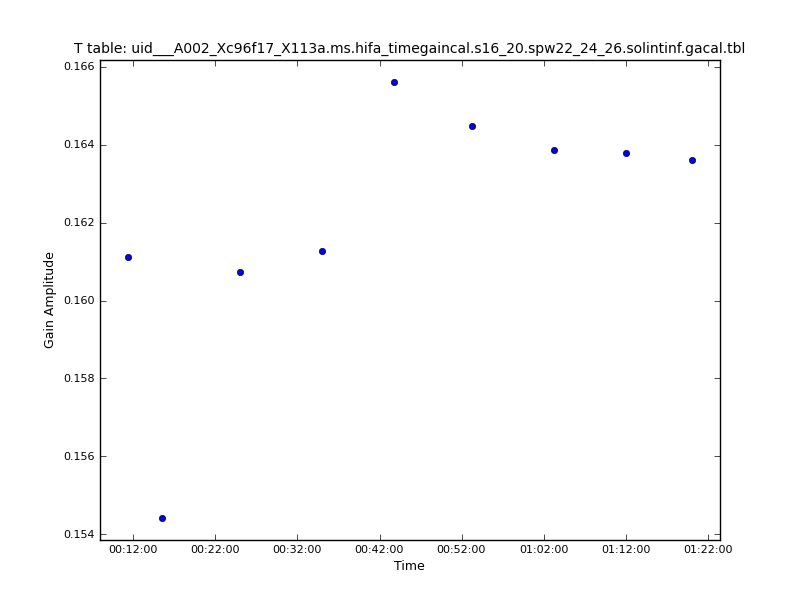 T table: uid___A002_Xc96f17_X113a.ms.hifa_timegaincal.s16_20.spw22_24_26.solintinf.gacal.tbl
0.166
0.164
0.162
0.160
0.158
0.156
0.154
Gain Amplitude
00:12:00 00:22:00 00:32:00 00:42:00 00:52:00 01:02:00 01:12:00 01:22:00
Time